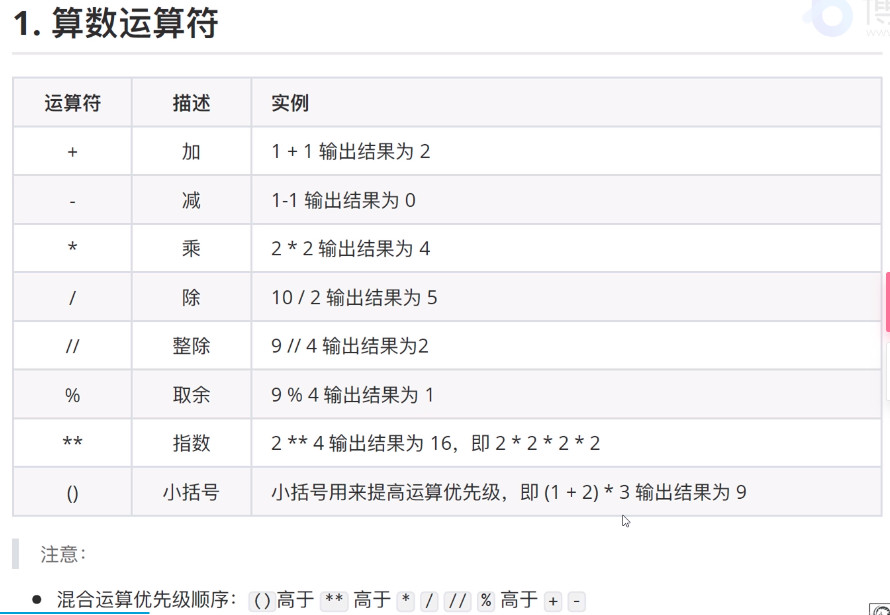 1. 算数运算符
运算符 描述 实例
+ 加 1 + 1 输出结果为 2
- 减 1-1 输出结果为 0
* 乘 2 * 2 输出结果为 4
/ 除 10 / 2 输出结果为 5
// 整除 9 // 4 输出结果为2
% 取余 9 % 4 输出结果为 1
** 指数 2 ** 4 输出结果为 16，即 2 * 2 * 2 * 2
() 小括号 小括号用来提高运算优先级，即 (1 + 2) * 3 输出结果为 9
注意：
混合运算优先级顺序：()高于 ** 高于 * / // % 高于 + -